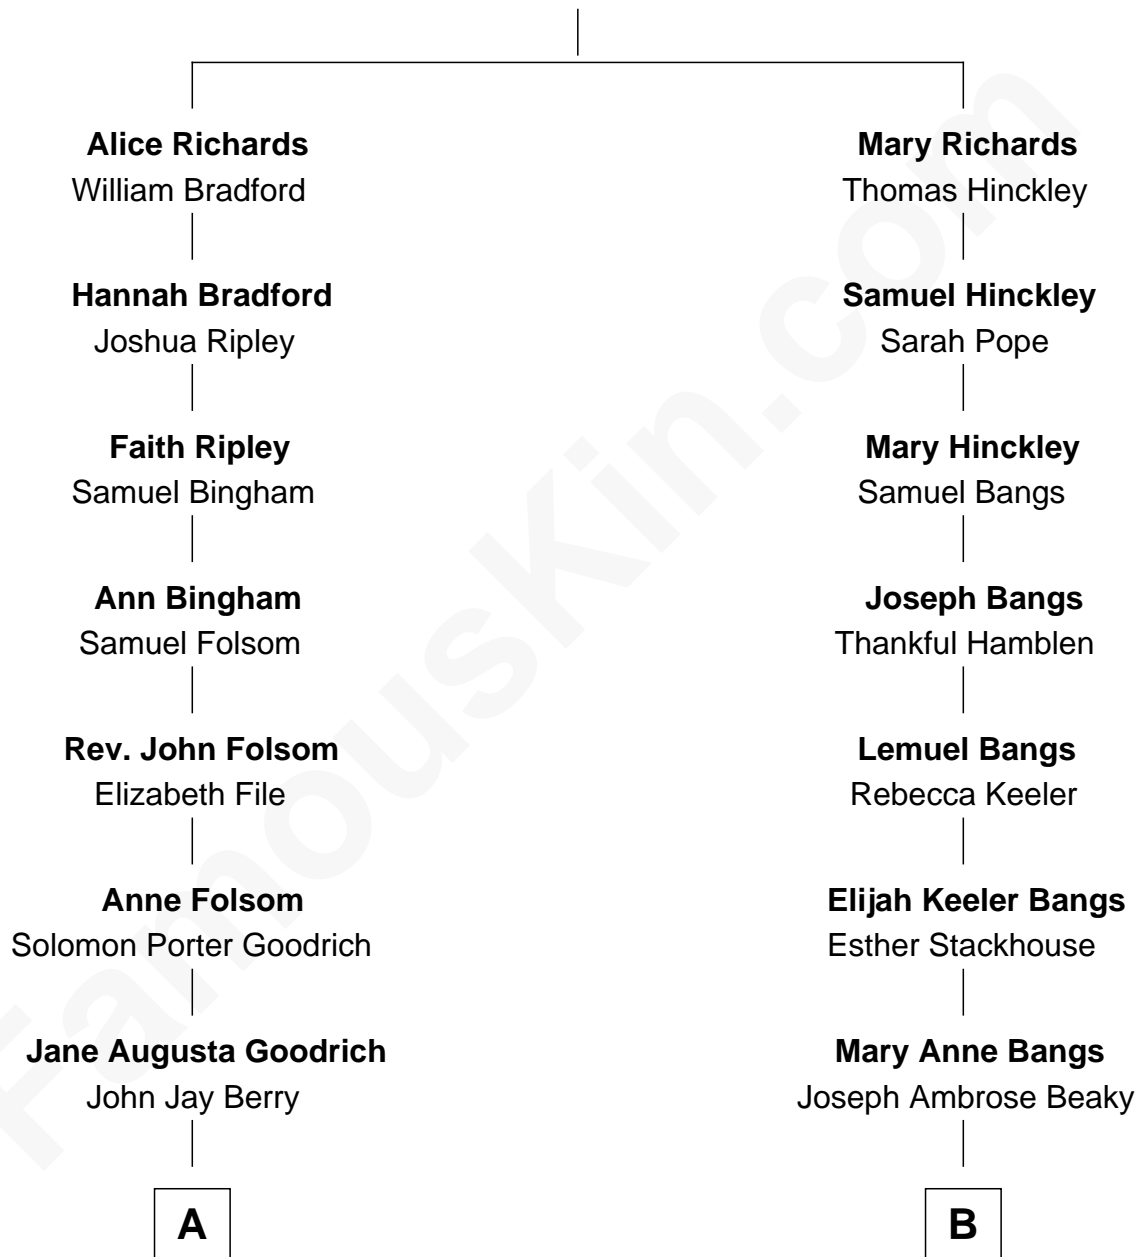 Alice Richards
William Bradford
Hannah Bradford
Joshua Ripley
Faith Ripley
Samuel Bingham
Ann Bingham
Samuel Folsom
Rev. John Folsom
Elizabeth File
Anne Folsom
Solomon Porter Goodrich
Jane Augusta Goodrich
John Jay Berry
A
Mary Richards
Thomas Hinckley
Samuel Hinckley
Sarah Pope
Mary Hinckley
Samuel Bangs
Joseph Bangs
Thankful Hamblen
Lemuel Bangs
Rebecca Keeler
Elijah Keeler Bangs
Esther Stackhouse
Mary Anne Bangs
Joseph Ambrose Beaky
B
FamousKin.com